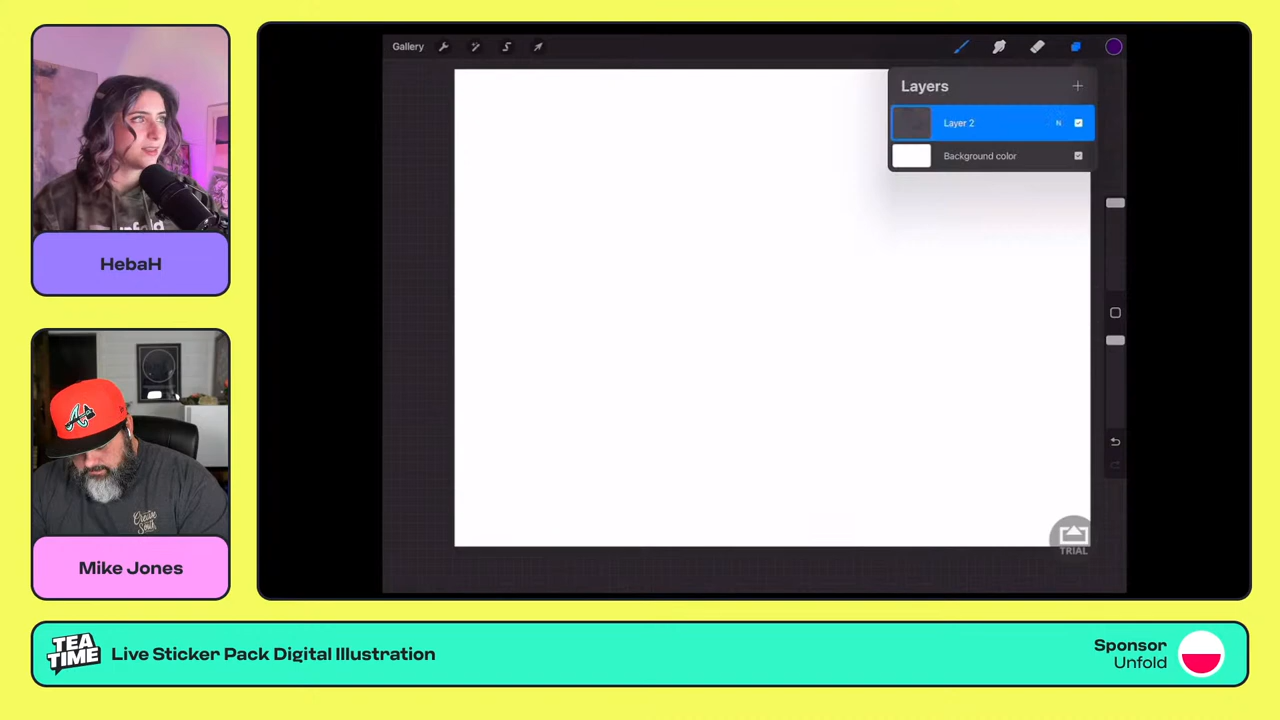 Gallery
Layers
Layer 2
N
Background color
TRIAL
HebaH
Mike Jones
TEA
TIME
Live Sticker Pack Digital Illustration
Sponsor
Unfold